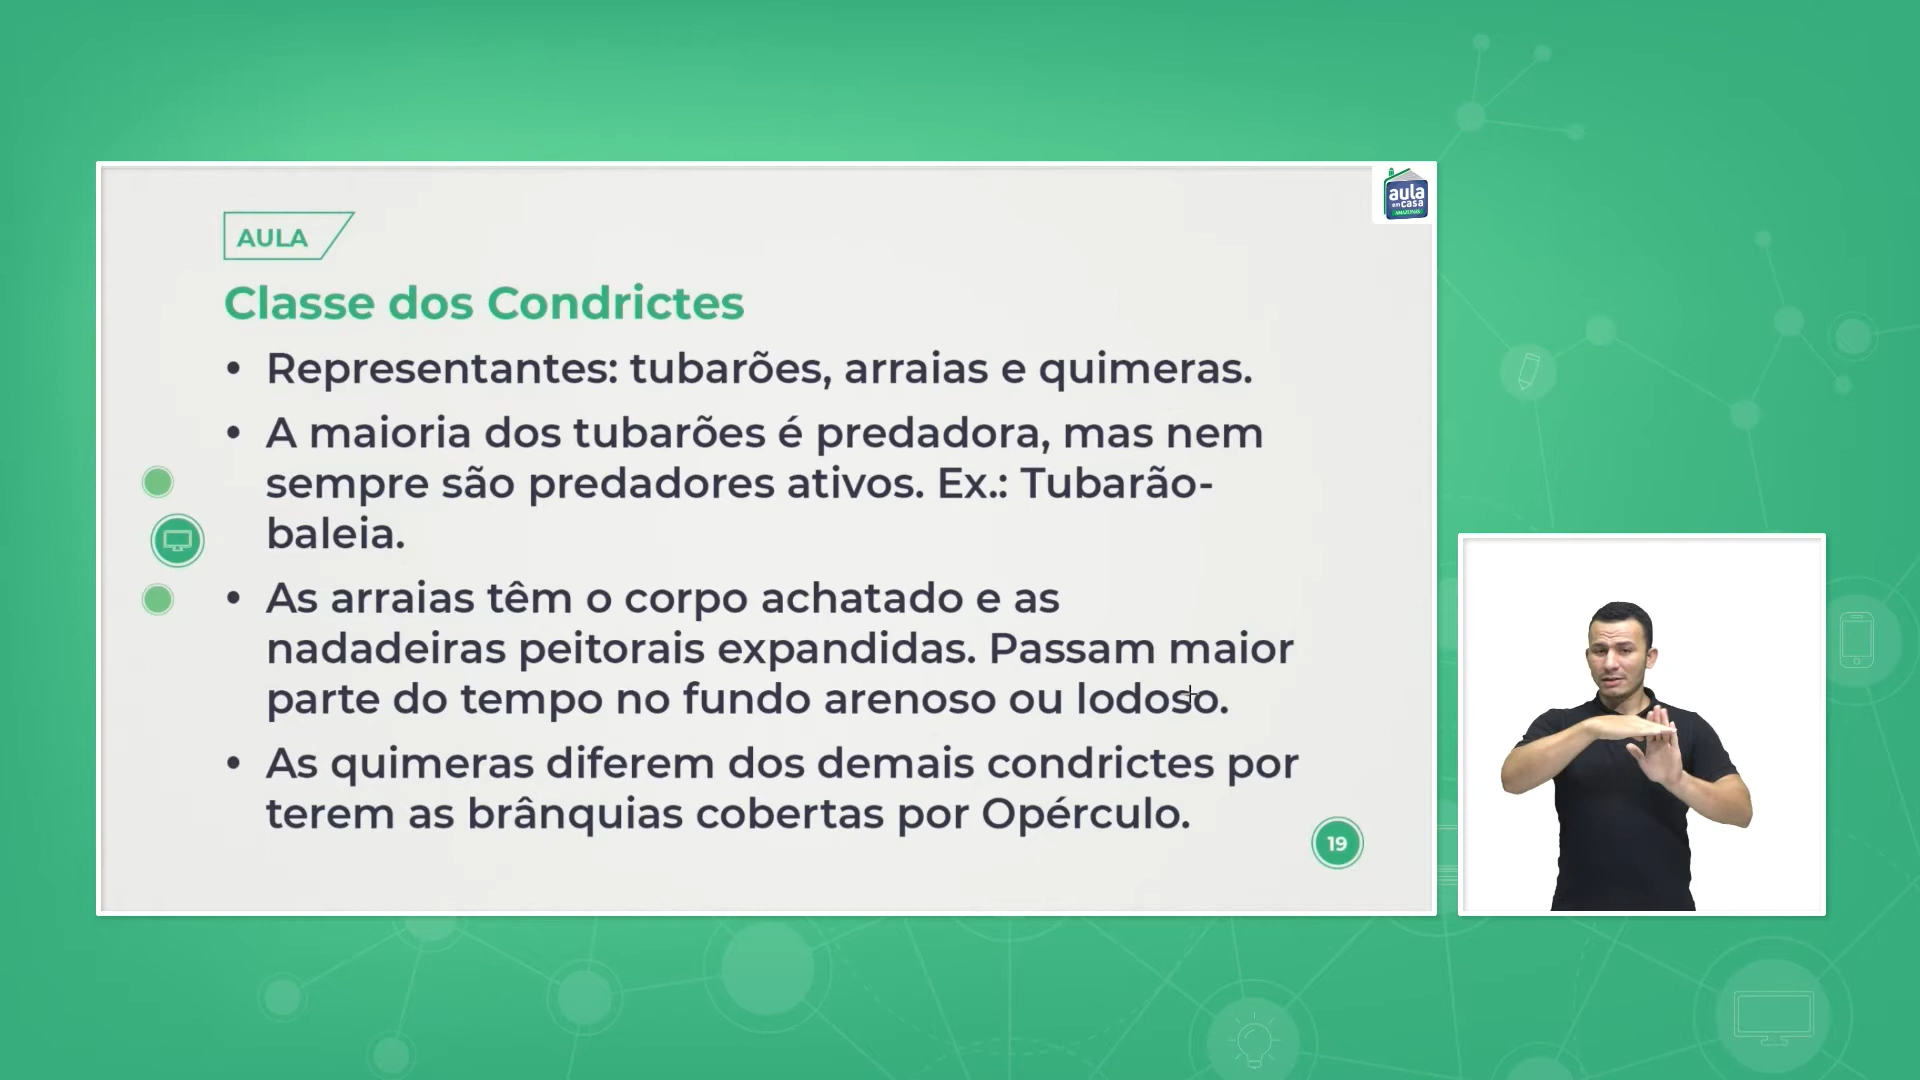 aula
em casa
AMAZONAS
AULA
Classe dos Condrictes
• Representantes: tubarões, arraias e quimeras.
• A maioria dos tubarões é predadora, mas nem
sempre são predadores ativos. Ex.: Tubarão-
baleia.
• As arraias têm o corpo achatado e as
nadadeiras peitorais expandidas. Passam maior
parte do tempo no fundo arenoso ou lodoso.
• As quimeras diferem dos demais condrictes por
terem as brânquias cobertas por Opérculo.
19